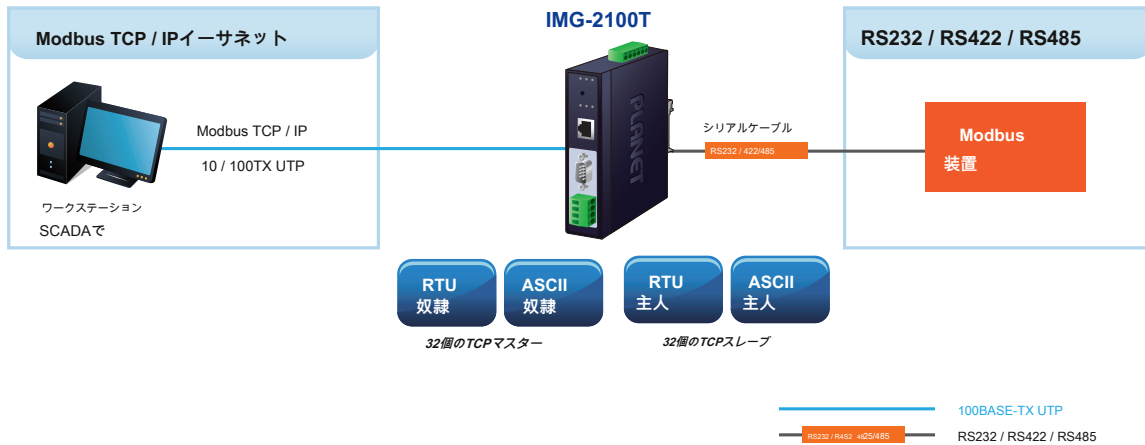 IMG-2100T
Modbus TCP / IPイーサネット
RS232 / RS422 / RS485
PLANET
Modbus TCP / IP
10 / 100TX UTP
シリアルケーブル
RS232 / 422/485
Modbus
装置
ワークステーション
SCADAで
RTU
奴隷
ASCII
奴隷
RTU
主人
ASCII
主人
32個のTCPマスター
32個のTCPスレーブ
100BASE-TX UTP
RS232 / R4S2 4825/485
RS232 / RS422 / RS485